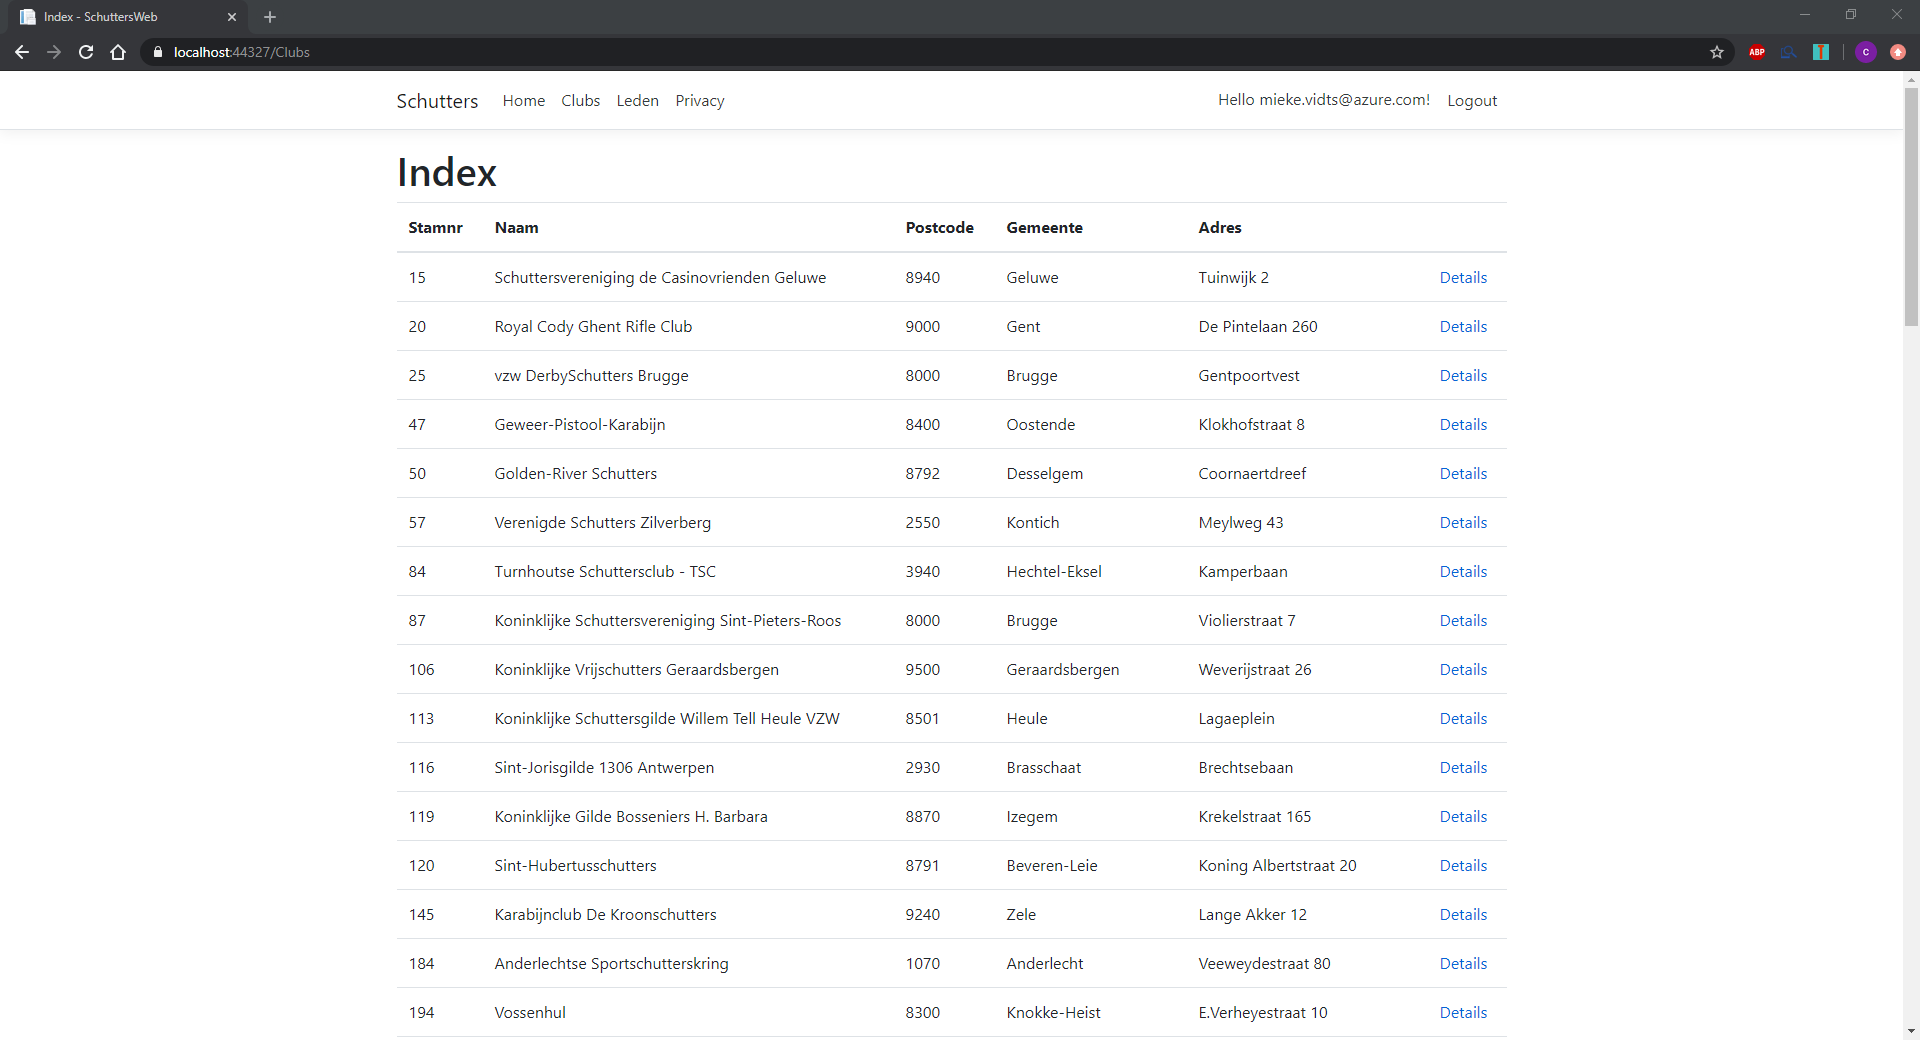 Index - SchuttersWeb
localhost:44327/Clubs
ABP
C
Schutters Home Clubs Leden Privacy Hello mieke.vidts@azure.com! Logout
Index
Stamnr Naam Postcode Gemeente Adres
15 Schuttersvereniging de Casinovrienden Geluwe 8940 Geluwe Tuinwijk 2 Details
20 Royal Cody Ghent Rifle Club 9000 Gent De Pintelaan 260 Details
25 vzw DerbySchutters Brugge 8000 Brugge Gentpoortvest Details
47 Geweer-Pistool-Karabijn 8400 Oostende Klokhofstraat 8 Details
50 Golden-River Schutters 8792 Desselgem Coornaertdreef Details
57 Verenigde Schutters Zilverberg 2550 Kontich Meylweg 43 Details
84 Turnhoutse Schuttersclub - TSC 3940 Hechtel-Eksel Kamperbaan Details
87 Koninklijke Schuttersvereniging Sint-Pieters-Roos 8000 Brugge Violierstraat 7 Details
106 Koninklijke Vrijschutters Geraardsbergen 9500 Geraardsbergen Weverijstraat 26 Details
113 Koninklijke Schuttersgilde Willem Tell Heule VZW 8501 Heule Lagaeplein Details
116 Sint-Jorisgilde 1306 Antwerpen 2930 Brasschaat Brechtsebaan Details
119 Koninklijke Gilde Bosseniers H. Barbara 8870 Izegem Krekelstraat 165 Details
120 Sint-Hubertusschutters 8791 Beveren-Leie Koning Albertstraat 20 Details
145 Karabijnclub De Kroonschutters 9240 Zele Lange Akker 12 Details
184 Anderlechtse Sportschutterskring 1070 Anderlecht Veeweydestraat 80 Details
194 Vossenhul 8300 Knokke-Heist E.Verheyestraat 10 Details